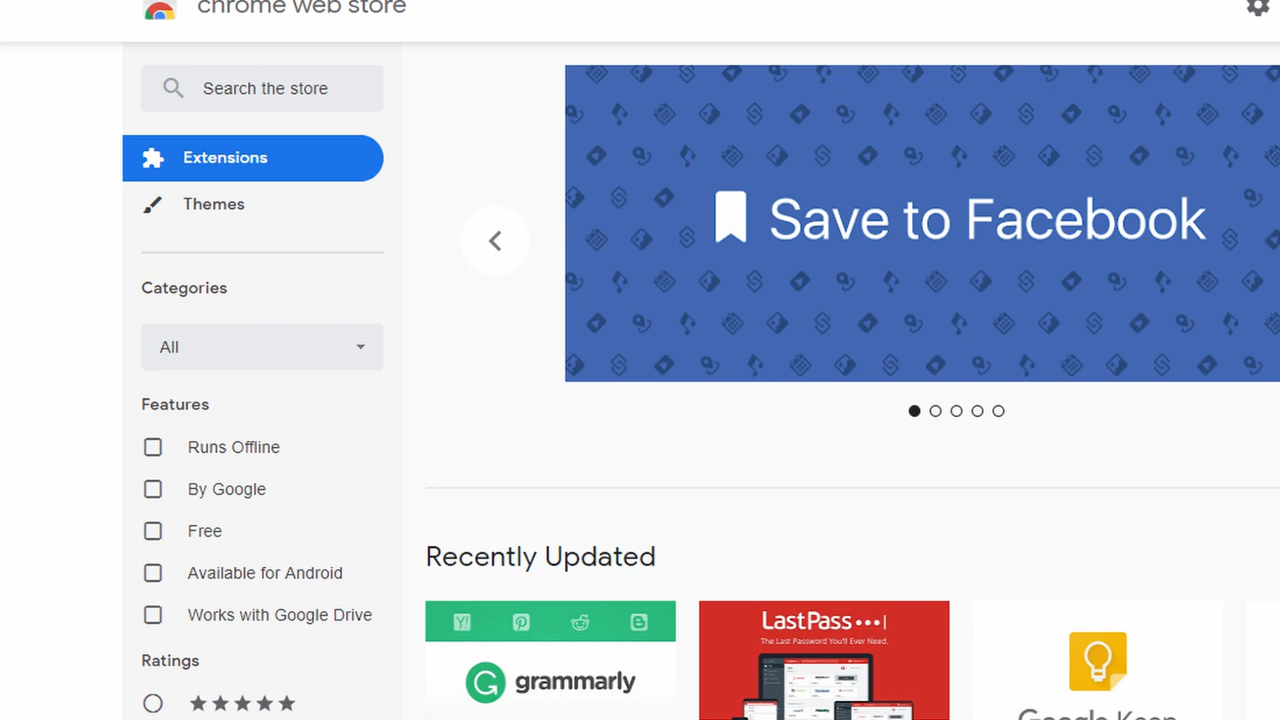 chrome web store
Search the store
Extensions
Themes
Categories
All
Features
Runs Offline
By Google
Free
Available for Android
Works with Google Drive
Ratings
Save to Facebook
Recently Updated
grammarly
LastPass•••|
The Last Password You'll Ever Need.
Google Keep